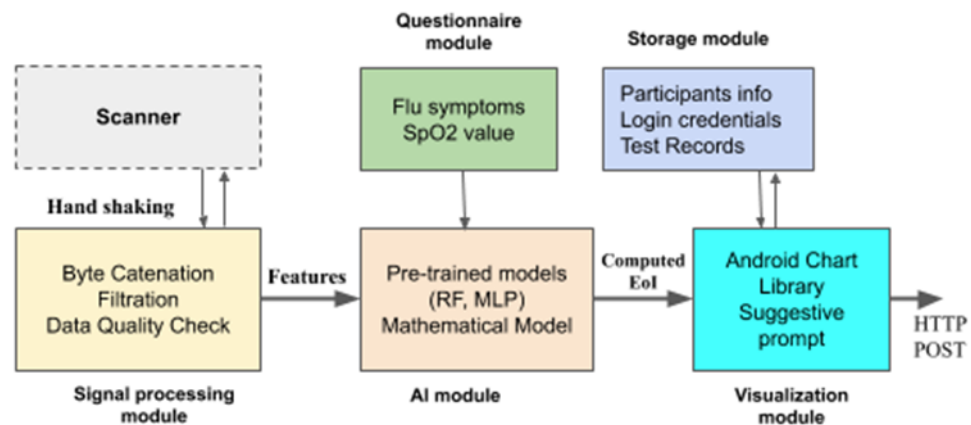 Questionnaire
module
Storage module
Scanner
Flu symptoms
SpO2 value
Participants info
Login credentials
Test Records
Hand shaking
Byte Catenation
Filtration
Data Quality Check
Features
Pre-trained models
(RF, MLP)
Mathematical Model
Computed
EoI
Android Chart
Library
Suggestive
prompt
HTTP
POST
Signal processing
module
AI module
Visualization
module